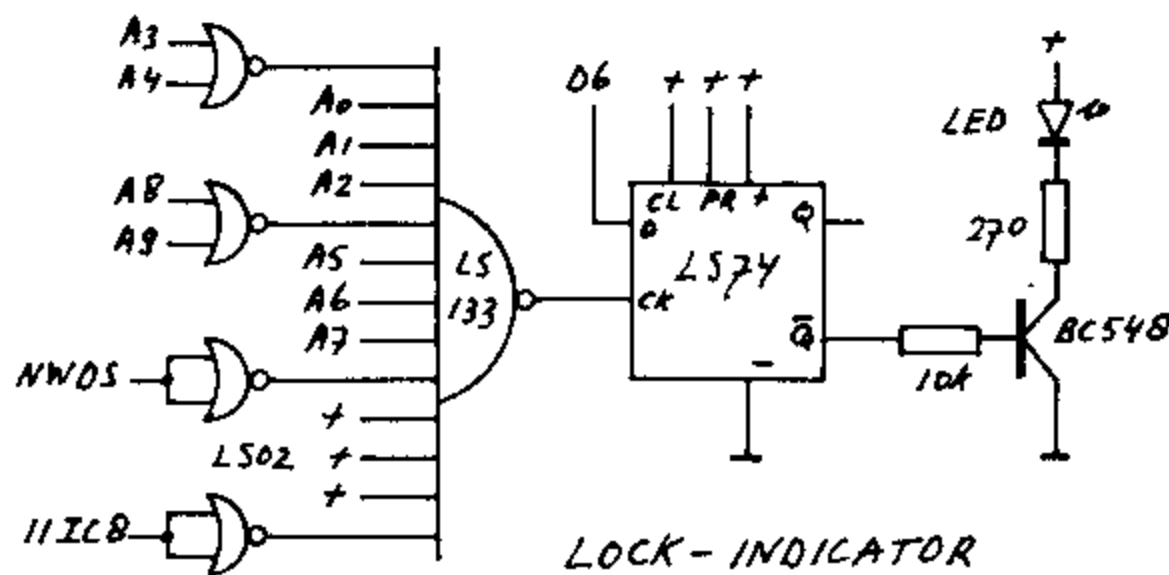 A3
A4
A0
A1
A2
A8
A9
A5
A6
A7
NWDS
+
+
+
LS02
11IC8
LS
133
D6
+ + +
CL PR +
D
Q
LS74
CK
Q̅
-
10k
+
LED
270
BC548
LOCK-INDICATOR